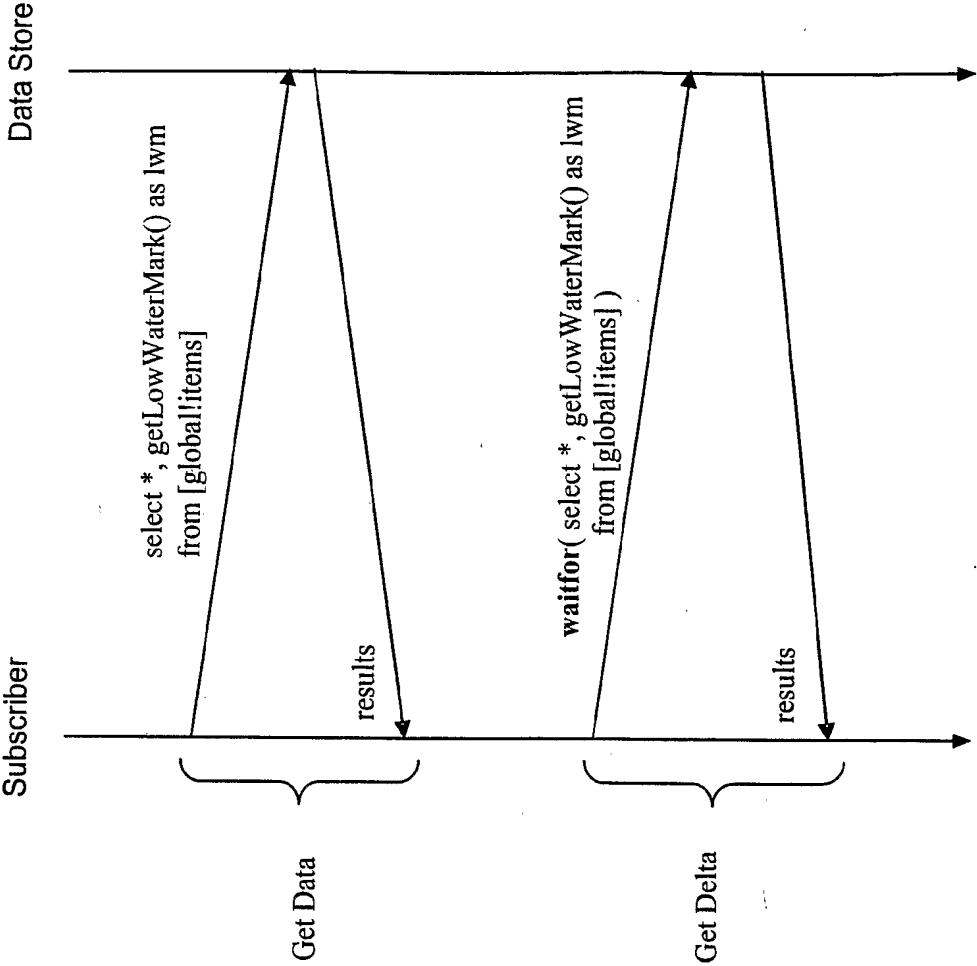 Subscriber
Data Store
Get Data
select *, getLowWaterMark() as lwm
from [global!items]
results
Get Delta
waitfor( select *, getLowWaterMark() as lwm
from [global!items] )
results